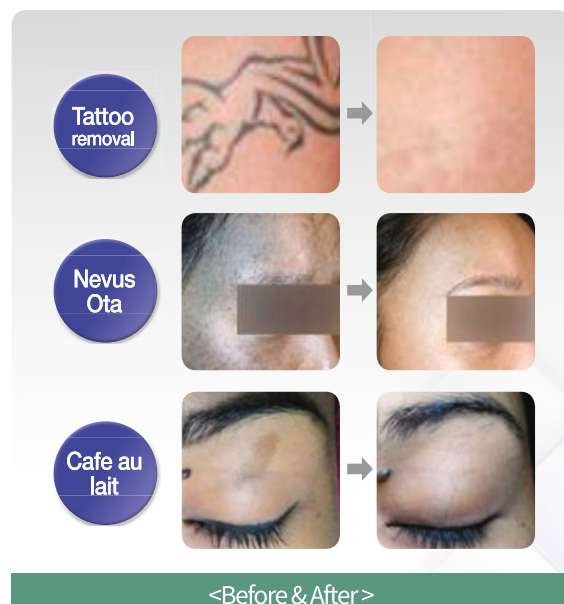 Tattoo
removal
Nevus
Ota
Cafe au
lait
<Before & After >